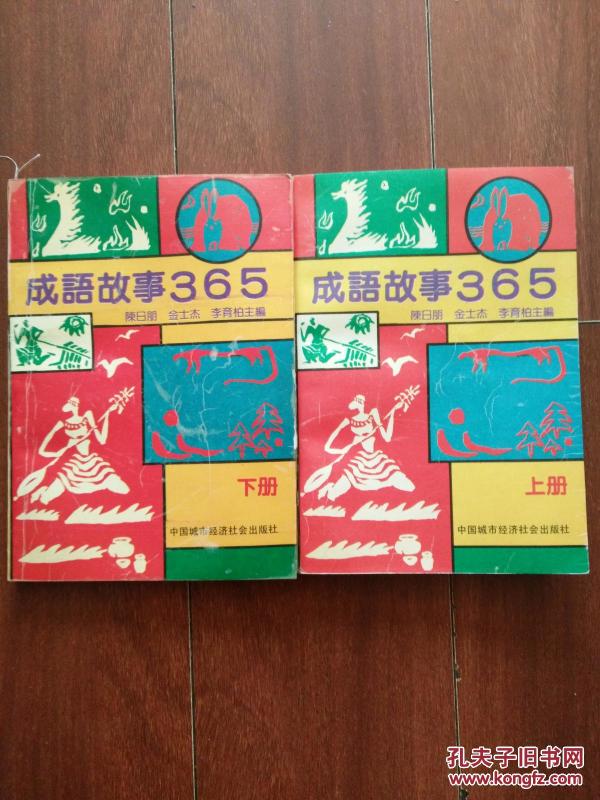 成語故事365
陳日朋 金士杰 李育柏主編
下册
中国城市经济社会出版社
成語故事365
陳日朋 金士杰 李育柏主編
上册
中国城市经济社会出版社
孔夫子旧书网
www.kongfz.com